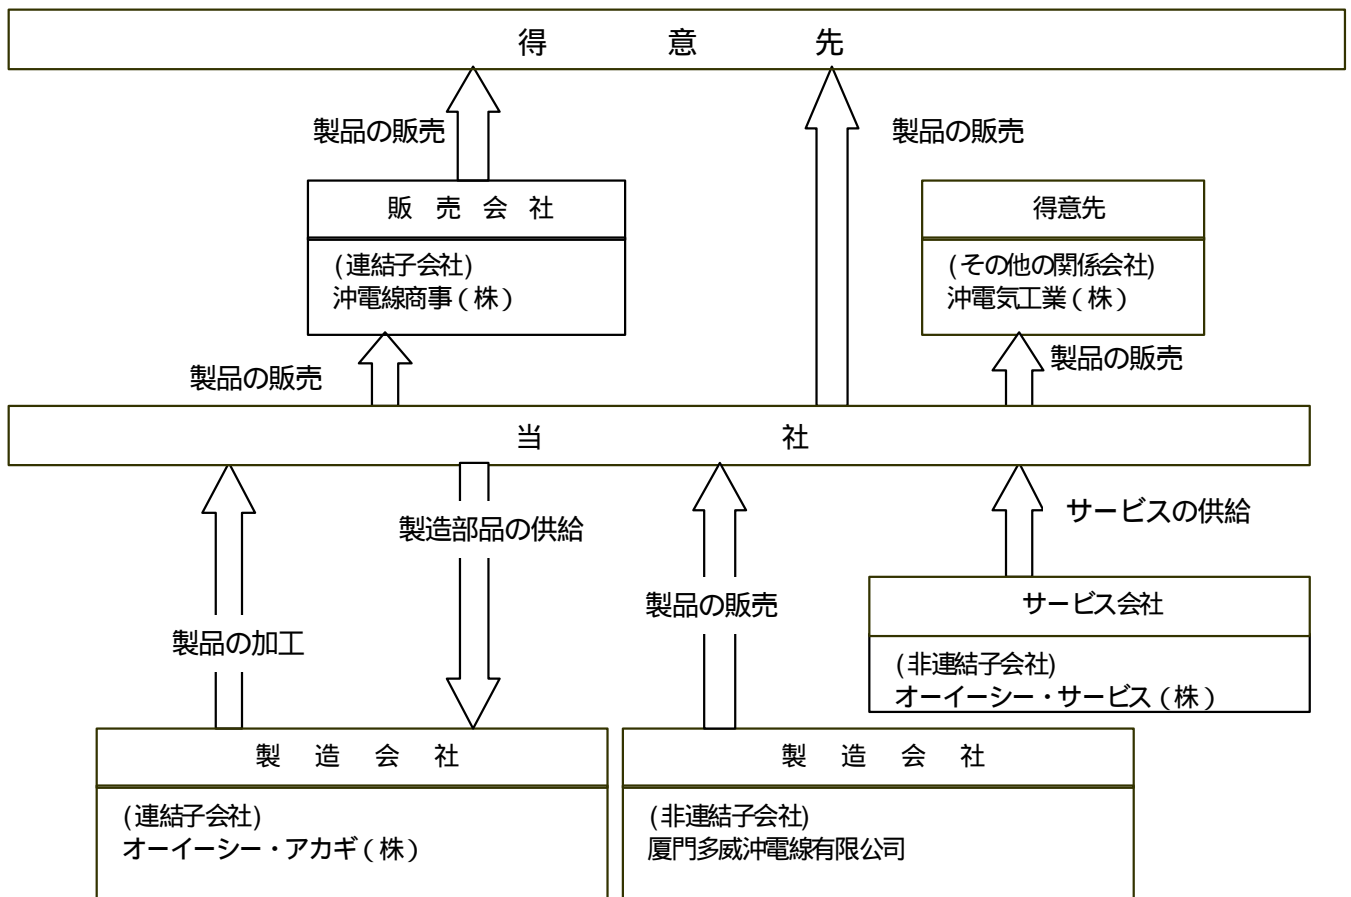 得意先
製品の販売
製品の販売
販売会社
(連結子会社)
沖電線商事(株)
得意先
(その他の関係会社)
沖電気工業(株)
製品の販売
製品の販売
当社
製品の加工
製造部品の供給
製品の販売
サービスの供給
サービス会社
(非連結子会社)
オーイーシー・サービス(株)
製造会社
(連結子会社)
オーイーシー・アカギ(株)
製造会社
(非連結子会社)
厦門多威沖電線有限公司